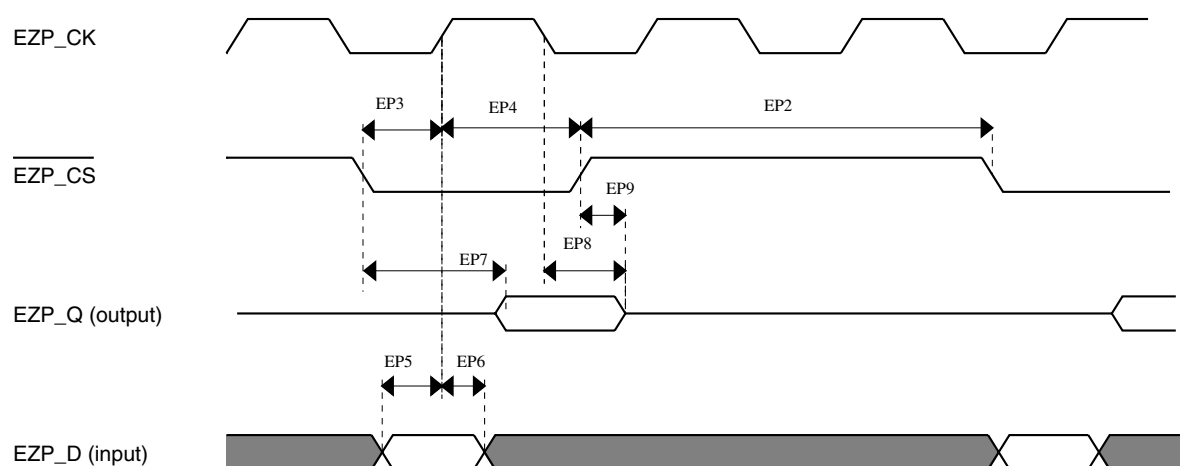 EZP_CK
EP3
EP4
EP2
EZP_CS
EP9
EP8
EP7
EZP_Q (output)
EP5
EP6
EZP_D (input)